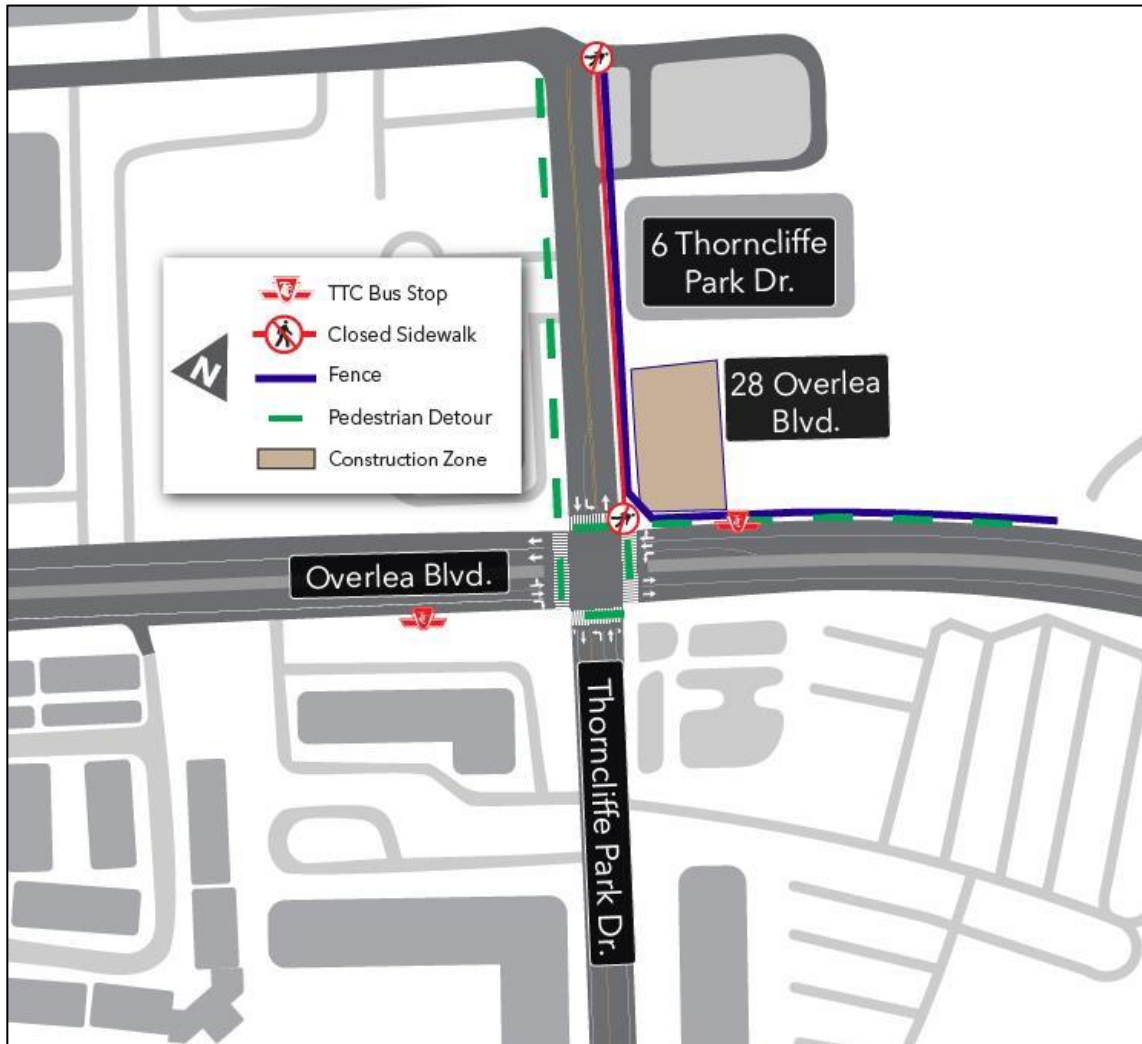 6 Thorncliffe
Park Dr.
TTC Bus Stop
Closed Sidewalk
Fence
Pedestrian Detour
Construction Zone
N
28 Overlea
Blvd.
Overlea Blvd.
Thorncliffe Park Dr.